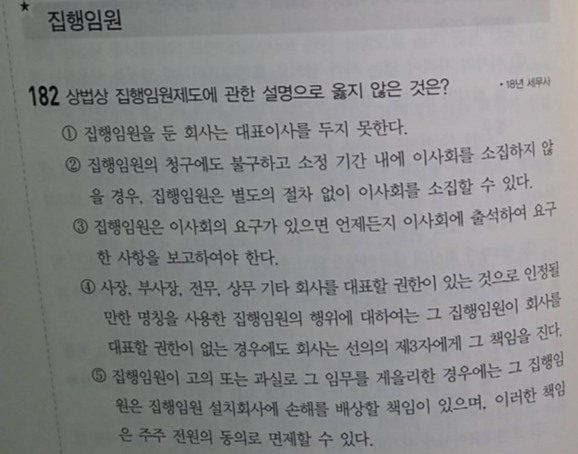 ★
집행임원
182 상법상 집행임원제도에 관한 설명으로 옳지 않은 것은? • 18년 세무사
① 집행임원을 둔 회사는 대표이사를 두지 못한다.
② 집행임원의 청구에도 불구하고 소정 기간 내에 이사회를 소집하지 않
을 경우, 집행임원은 별도의 절차 없이 이사회를 소집할 수 있다.
③ 집행임원은 이사회의 요구가 있으면 언제든지 이사회에 출석하여 요구
한 사항을 보고하여야 한다.
④ 사장, 부사장, 전무, 상무 기타 회사를 대표할 권한이 있는 것으로 인정될
만한 명칭을 사용한 집행임원의 행위에 대하여는 그 집행임원이 회사를
대표할 권한이 없는 경우에도 회사는 선의의 제3자에게 그 책임을 진다.
⑤ 집행임원이 고의 또는 과실로 그 임무를 게을리한 경우에는 그 집행임
원은 집행임원 설치회사에 손해를 배상할 책임이 있으며, 이러한 책임
은 주주 전원의 동의로 면제할 수 있다.